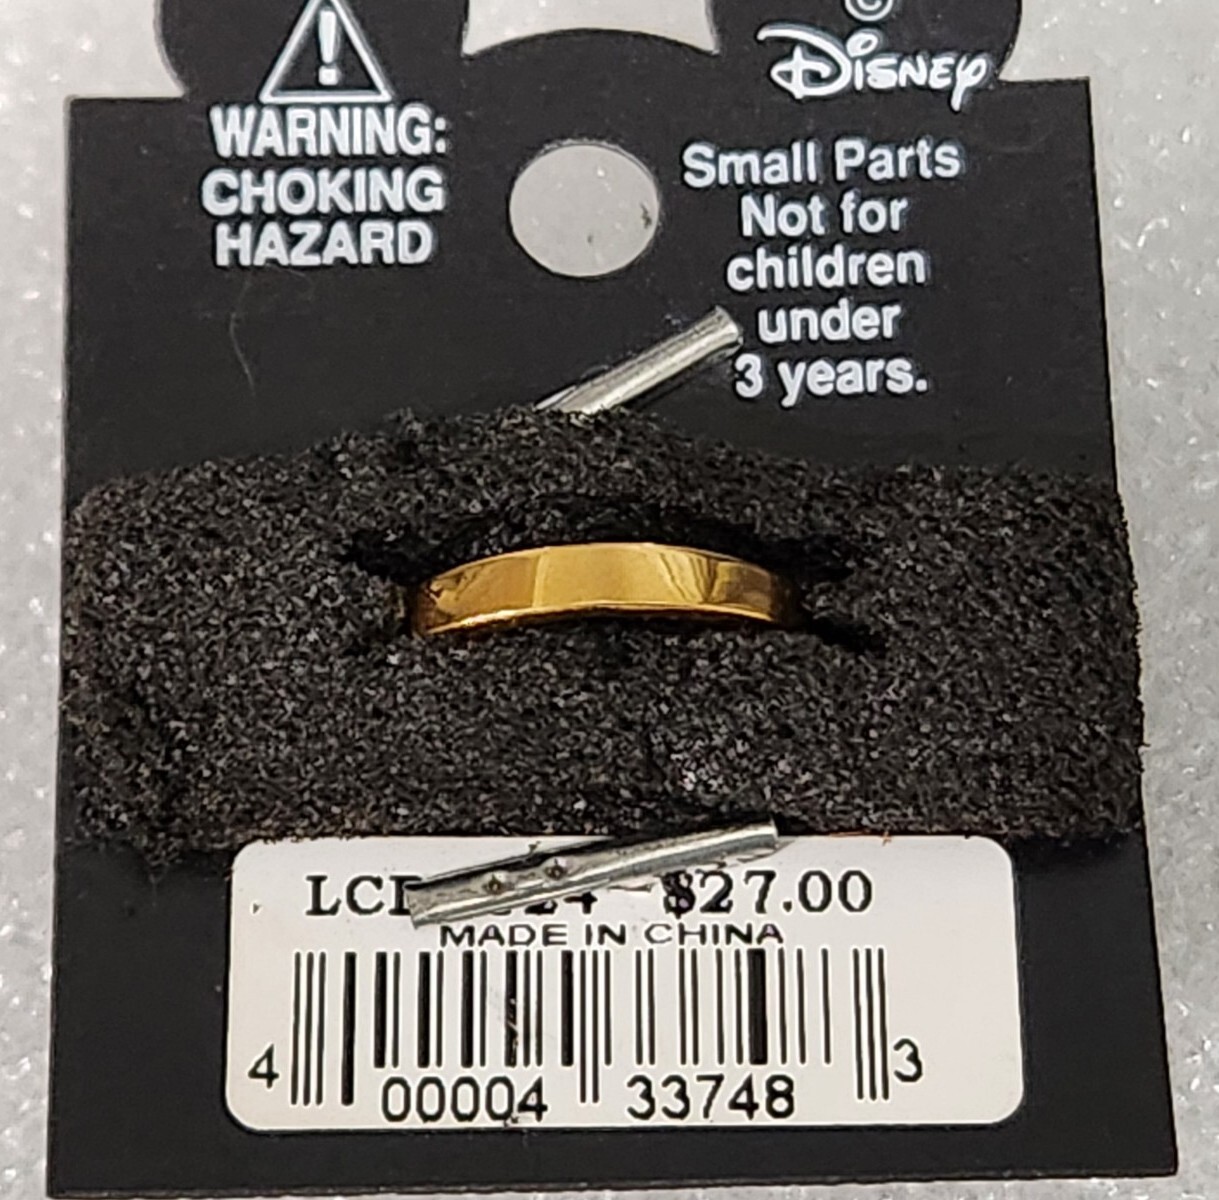 ©
Disney
WARNING:
CHOKING
HAZARD
Small Parts
Not for
children
under
3 years.
$27.00
MADE IN CHINA
4 00004 33748 3